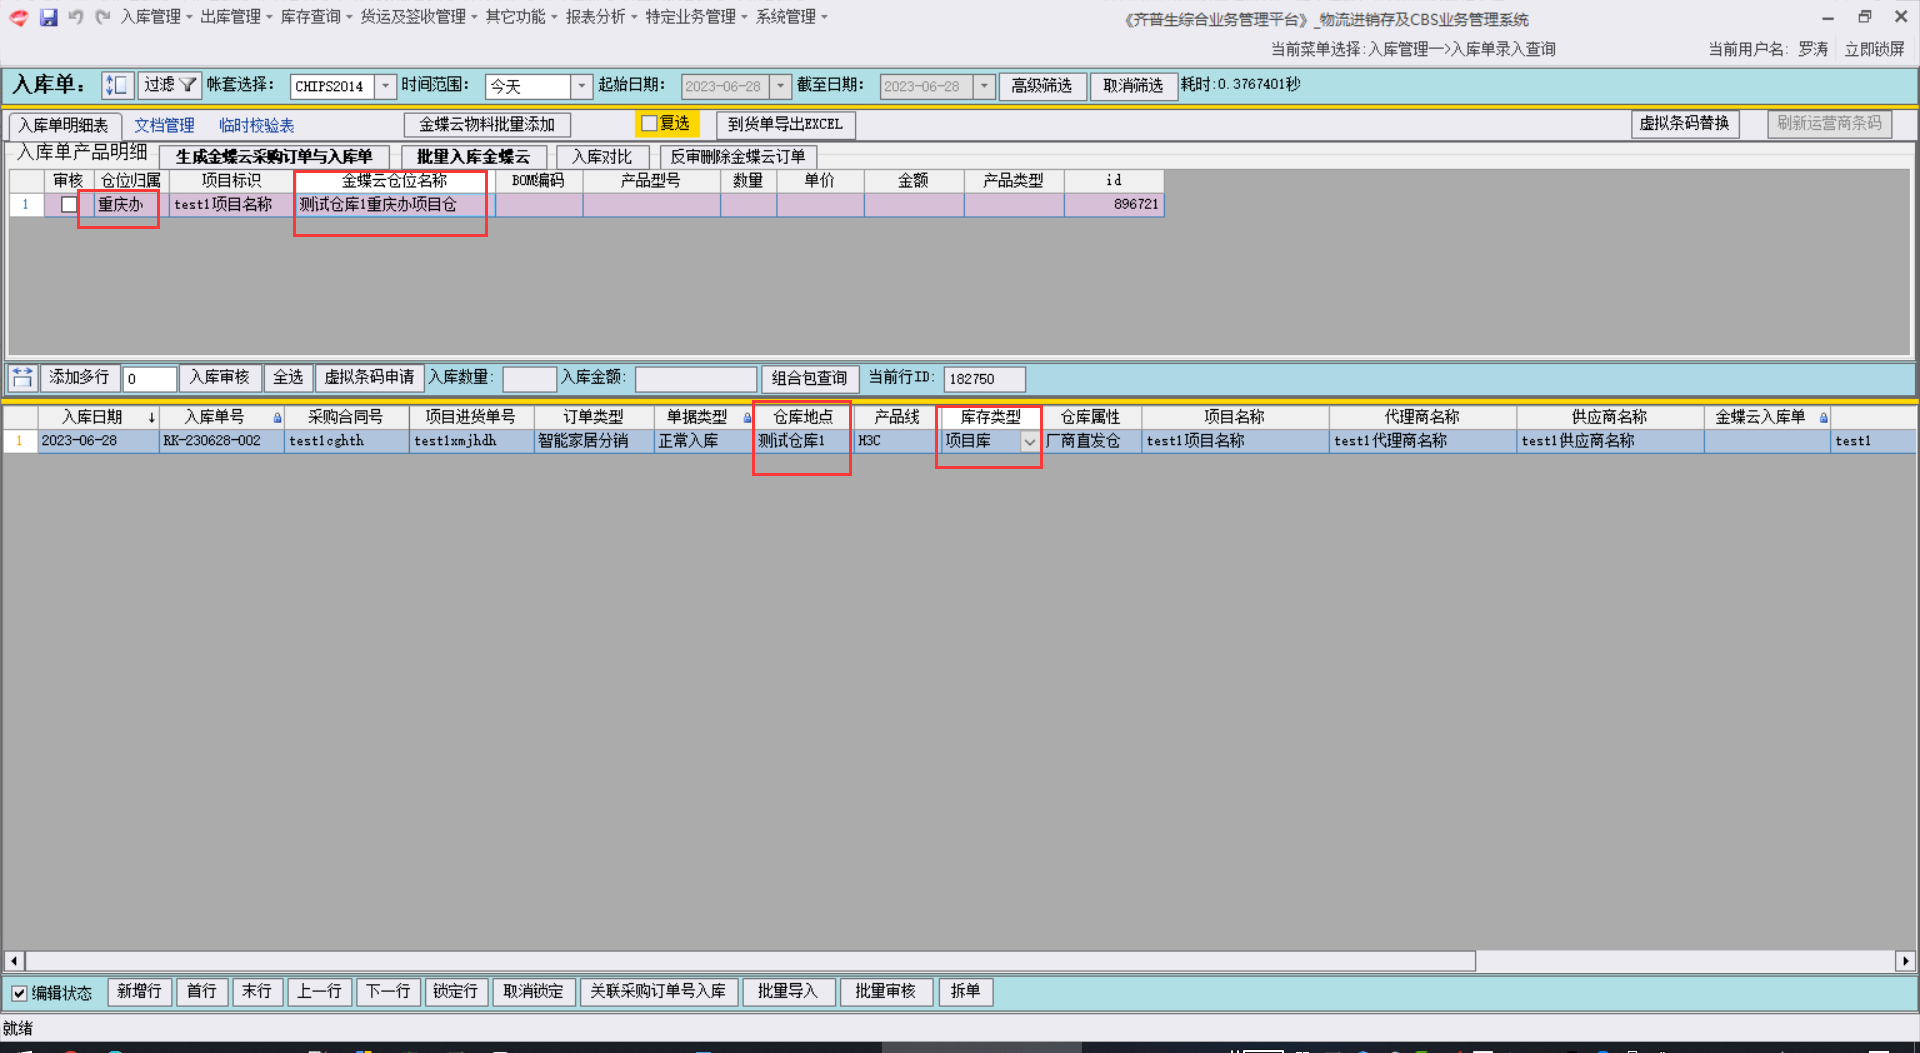 入库管理 出库管理 库存查询 货运及签收管理 其它功能 报表分析 特定业务管理 系统管理 《齐普生综合业务管理平台》_物流进销存及CBS业务管理系统
当前菜单选择:入库管理一>入库单录入查询 当前用户名: 罗涛 立即锁屏
入库单: 过滤 帐套选择: CHIPS2014 时间范围: 今天 起始日期: 2023-06-28 截至日期: 2023-06-28 高级筛选 取消筛选 耗时:0.3767401秒
入库单明细表 文档管理 临时校验表 金蝶云物料批量添加 复选 到货单导出EXCEL 虚拟条码替换 刷新运营商条码
入库单产品明细 生成金蝶云采购订单与入库单 批量入库金蝶云 入库对比 反审删除金蝶云订单
审核 仓位归属 项目标识 金蝶云仓位名称 BOM编码 产品型号 数量 单价 金额 产品类型 id
1 重庆办 test1项目名称 测试仓库1重庆办项目仓 896721
添加多行 0 入库审核 全选 虚拟条码申请 入库数量: 入库金额: 组合包查询 当前行ID: 182750
入库日期 入库单号 采购合同号 项目进货单号 订单类型 单据类型 仓库地点 产品线 库存类型 仓库属性 项目名称 代理商名称 供应商名称 金蝶云入库单
1 2023-06-28 RK-230628-002 test1cghth test1xmjhdh 智能家居分销 正常入库 测试仓库1 H3C 项目库 厂商直发仓 test1项目名称 test1代理商名称 test1供应商名称 test1
编辑状态 新增行 首行 末行 上一行 下一行 锁定行 取消锁定 关联采购订单号入库 批量导入 批量审核 拆单
就绪